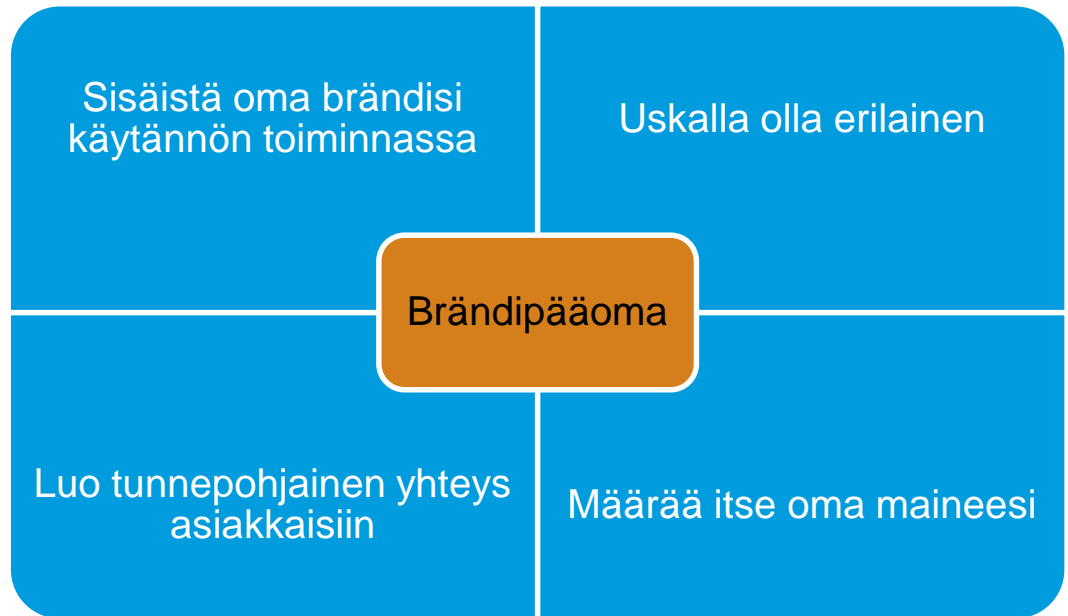 Sisäistä oma brändisi
käytännön toiminnassa
Uskalla olla erilainen
Brändipääoma
Luo tunnepohjainen yhteys
asiakkaisiin
Määrää itse oma maineesi